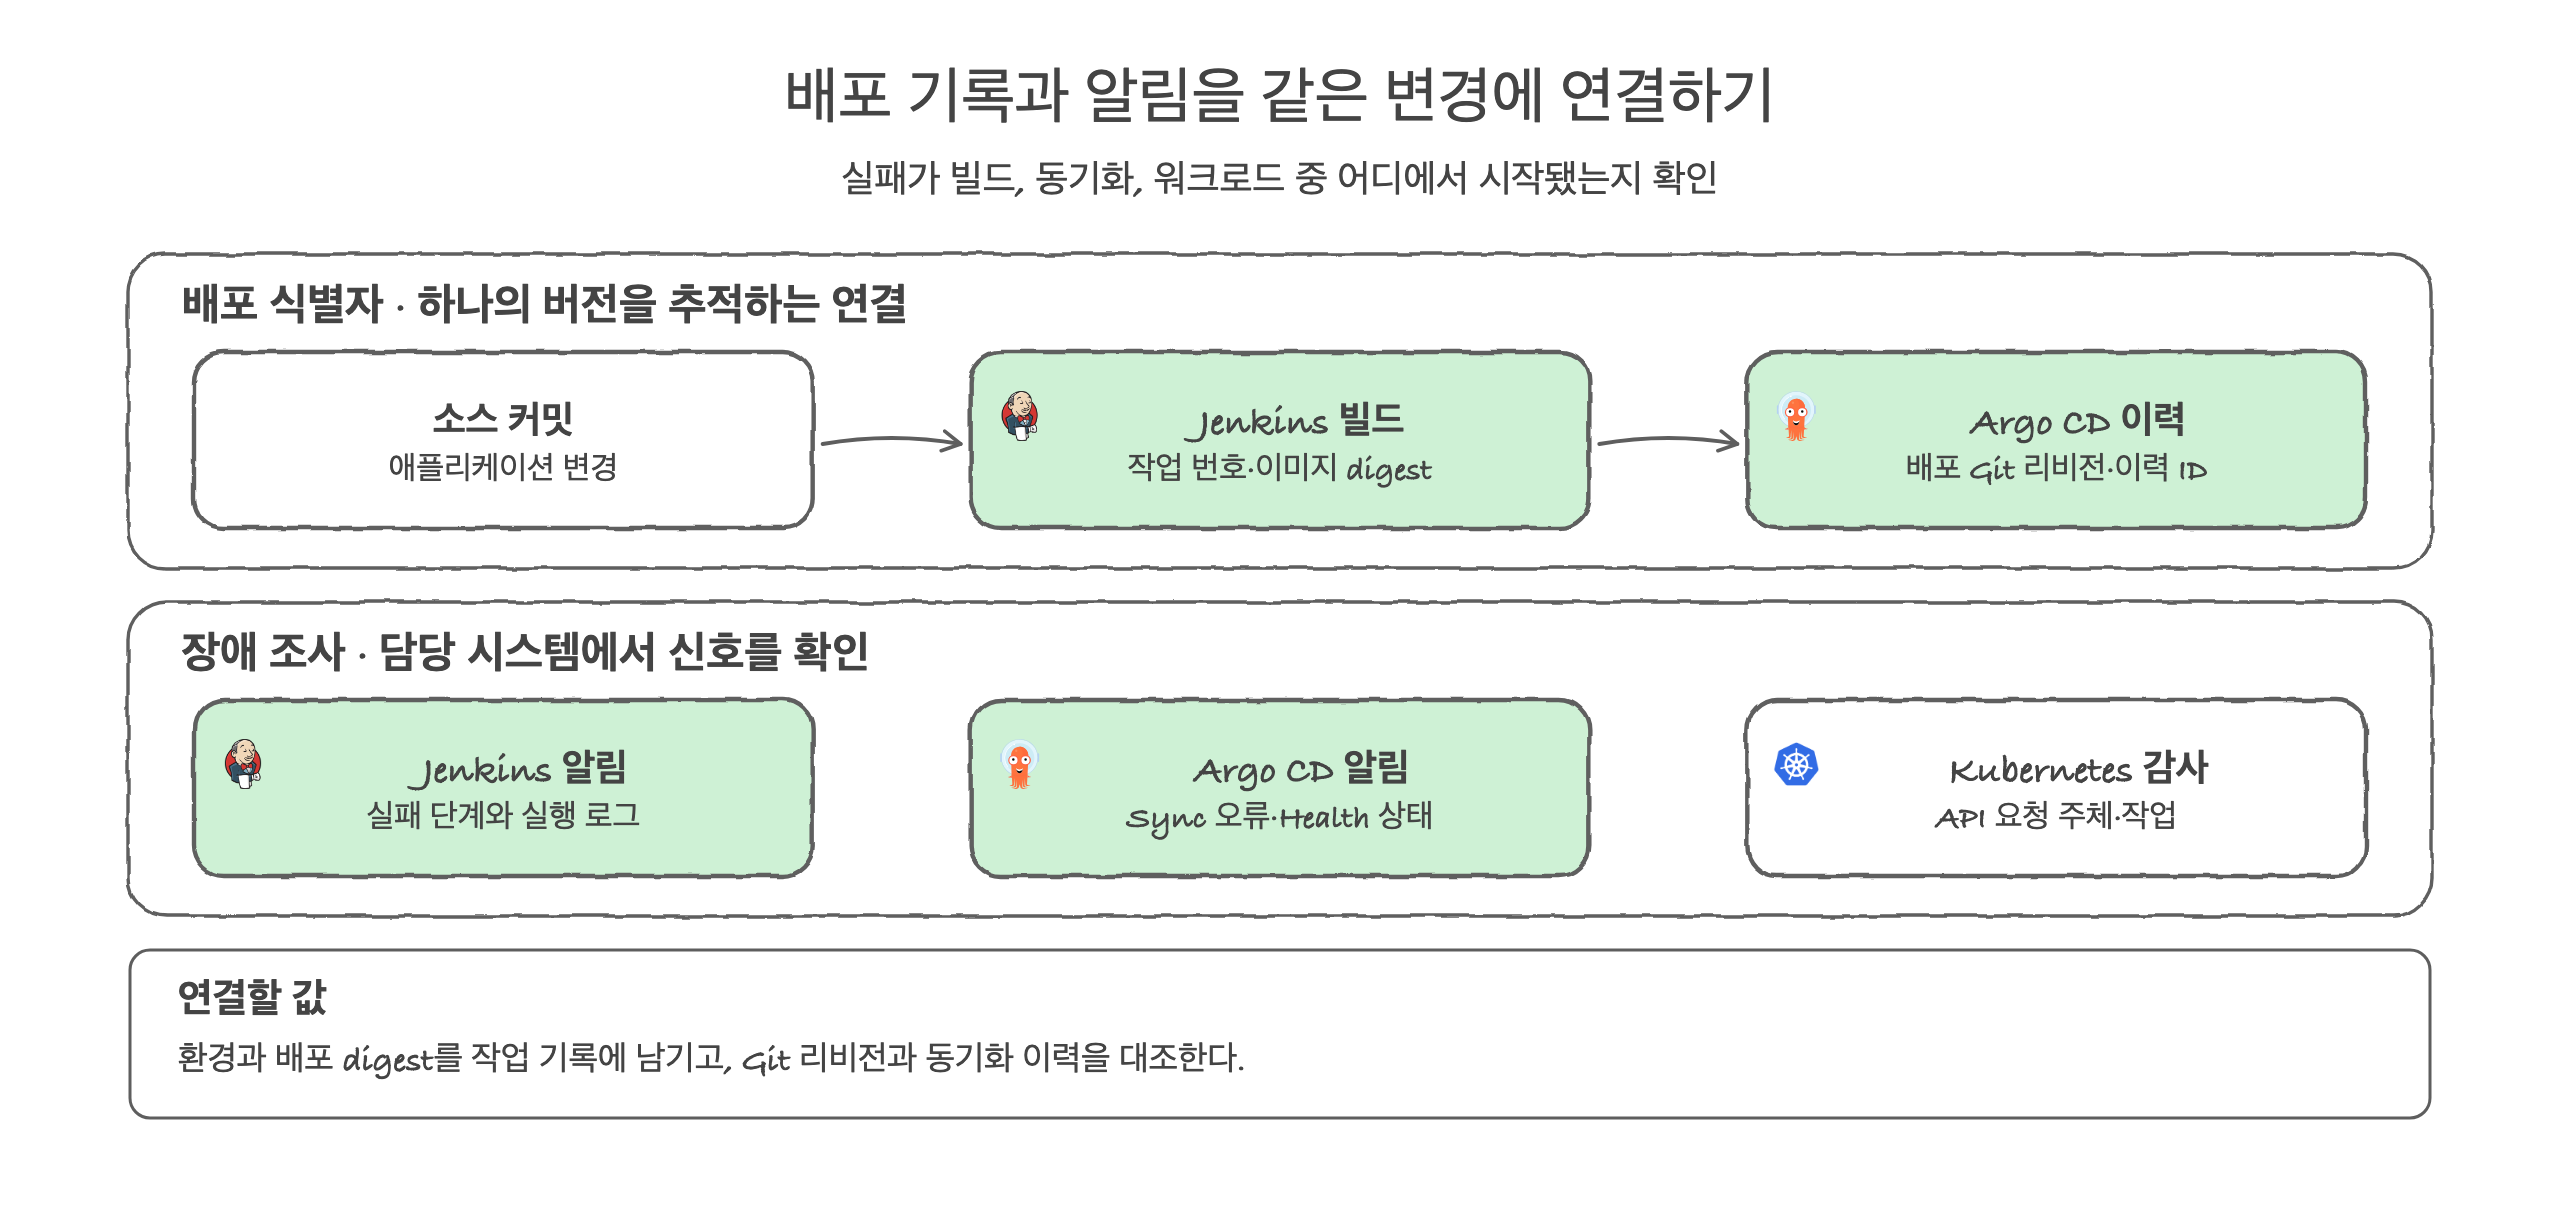 배포 기록과 알림을 같은 변경에 연결하기
실패가 빌드, 동기화, 워크로드 중 어디에서 시작됐는지 확인
배포 식별자 · 하나의 버전을 추적하는 연결
소스 커밋
애플리케이션 변경
Jenkins 빌드
작업 번호·이미지 digest
Argo CD 이력
배포 Git 리비전·이력 ID
장애 조사 · 담당 시스템에서 신호를 확인
Jenkins 알림
실패 단계와 실행 로그
Argo CD 알림
Sync 오류·Health 상태
Kubernetes 감사
API 요청 주체·작업
연결할 값
환경과 배포 digest를 작업 기록에 남기고, Git 리비전과 동기화 이력을 대조한다.